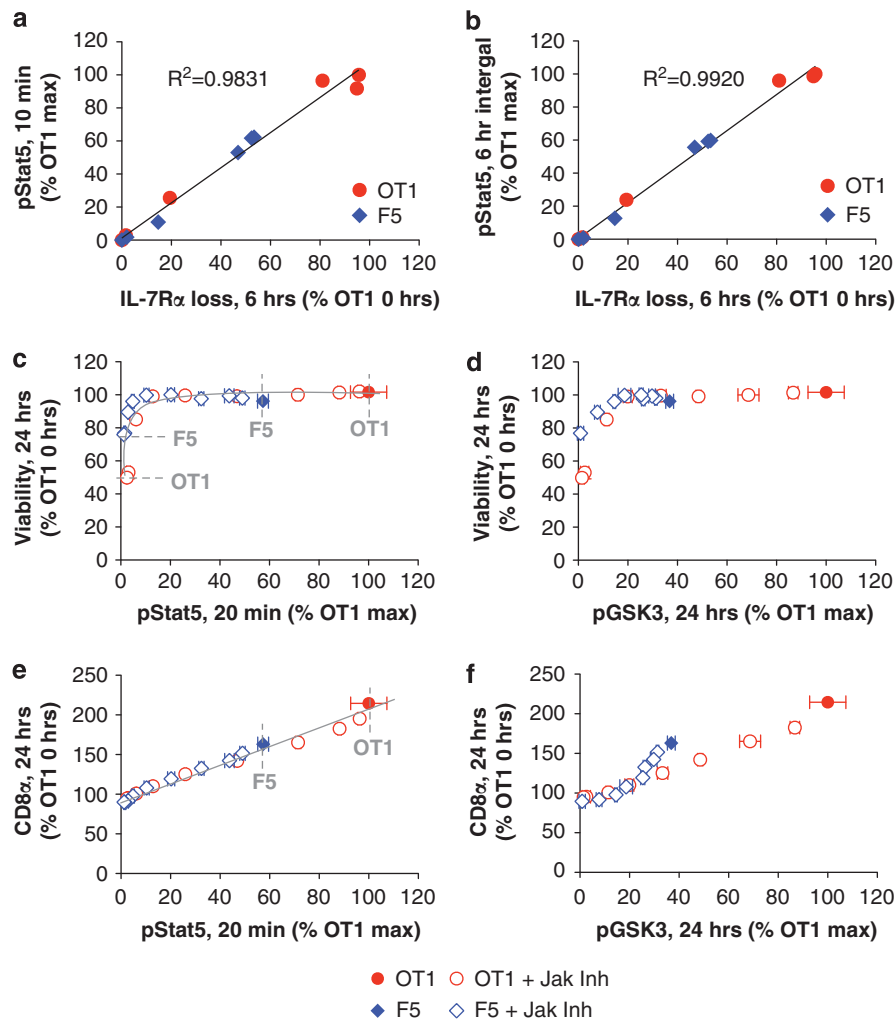 a
pStat5, 10 min
(% OT1 max)
120
100
80
60
40
20
0
R²=0.9831
OT1
F5
0 20 40 60 80 100 120
IL-7Rα loss, 6 hrs (% OT1 0 hrs)
b
pStat5, 6 hr intergal
(% OT1 max)
120
100
80
60
40
20
0
R²=0.9920
OT1
F5
0 20 40 60 80 100 120
IL-7Rα loss, 6 hrs (% OT1 0 hrs)
c
Viability, 24 hrs
(% OT1 0 hrs)
120
100
80
60
40
20
0
F5
OT1
F5
OT1
0 20 40 60 80 100 120
pStat5, 20 min (% OT1 max)
d
Viability, 24 hrs
(% OT1 0 hrs)
120
100
80
60
40
20
0
0 20 40 60 80 100 120
pGSK3, 24 hrs (% OT1 max)
e
CD8α, 24 hrs
(% OT1 0 hrs)
250
200
150
100
50
0
F5
OT1
0 20 40 60 80 100 120
pStat5, 20 min (% OT1 max)
f
CD8α, 24 hrs
(% OT1 0 hrs)
250
200
150
100
50
0
0 20 40 60 80 100 120
pGSK3, 24 hrs (% OT1 max)
OT1 OT1 + Jak Inh
F5 F5 + Jak Inh